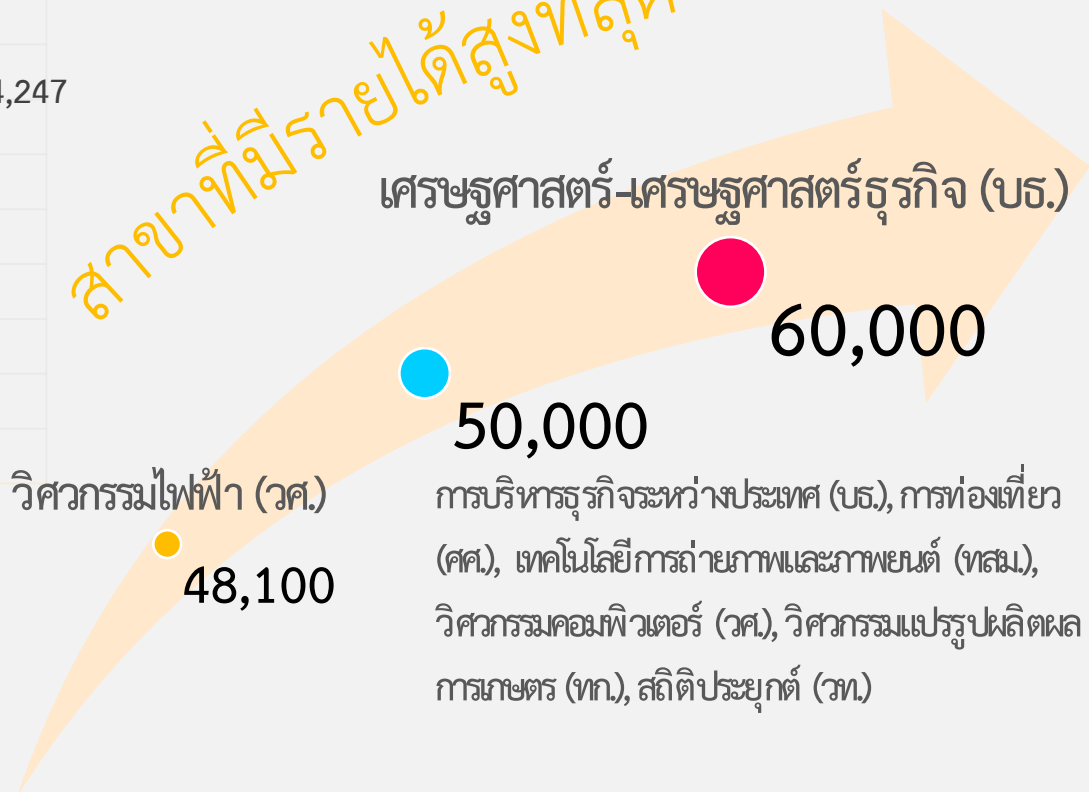 4,247
สาขาที่มีรายได้สูงที่สุด
เศรษฐศาสตร์-เศรษฐศาสตร์ธุรกิจ (บธ.)
60,000
50,000
การบริหารธุรกิจระหว่างประเทศ (บธ.), การท่องเที่ยว
(ศศ.), เทคโนโลยีการถ่ายภาพและภาพยนต์ (ทสม.),
วิศวกรรมคอมพิวเตอร์ (วศ.), วิศวกรรมแปรรูปผลิตผล
การเกษตร (ทก.), สถิติประยุกต์ (วท.)
วิศวกรรมไฟฟ้า (วศ.)
48,100